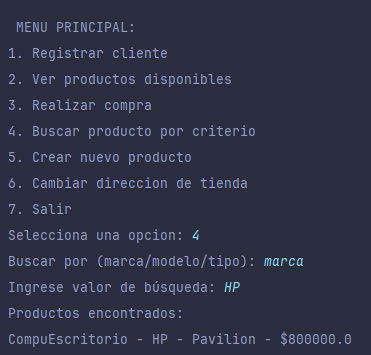 MENU PRINCIPAL:
1. Registrar cliente
2. Ver productos disponibles
3. Realizar compra
4. Buscar producto por criterio
5. Crear nuevo producto
6. Cambiar direccion de tienda
7. Salir
Selecciona una opcion: 4
Buscar por (marca/modelo/tipo): marca
Ingrese valor de búsqueda: HP
Productos encontrados:
CompuEscritorio - HP - Pavilion - $800000.0